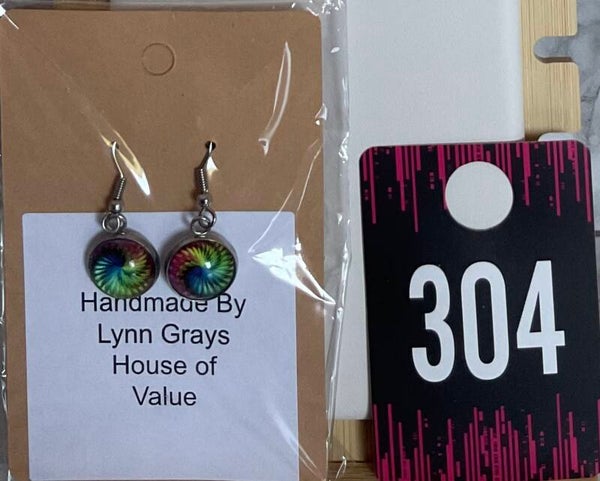 Handmade By
Lynn Grays
House of
Value
304